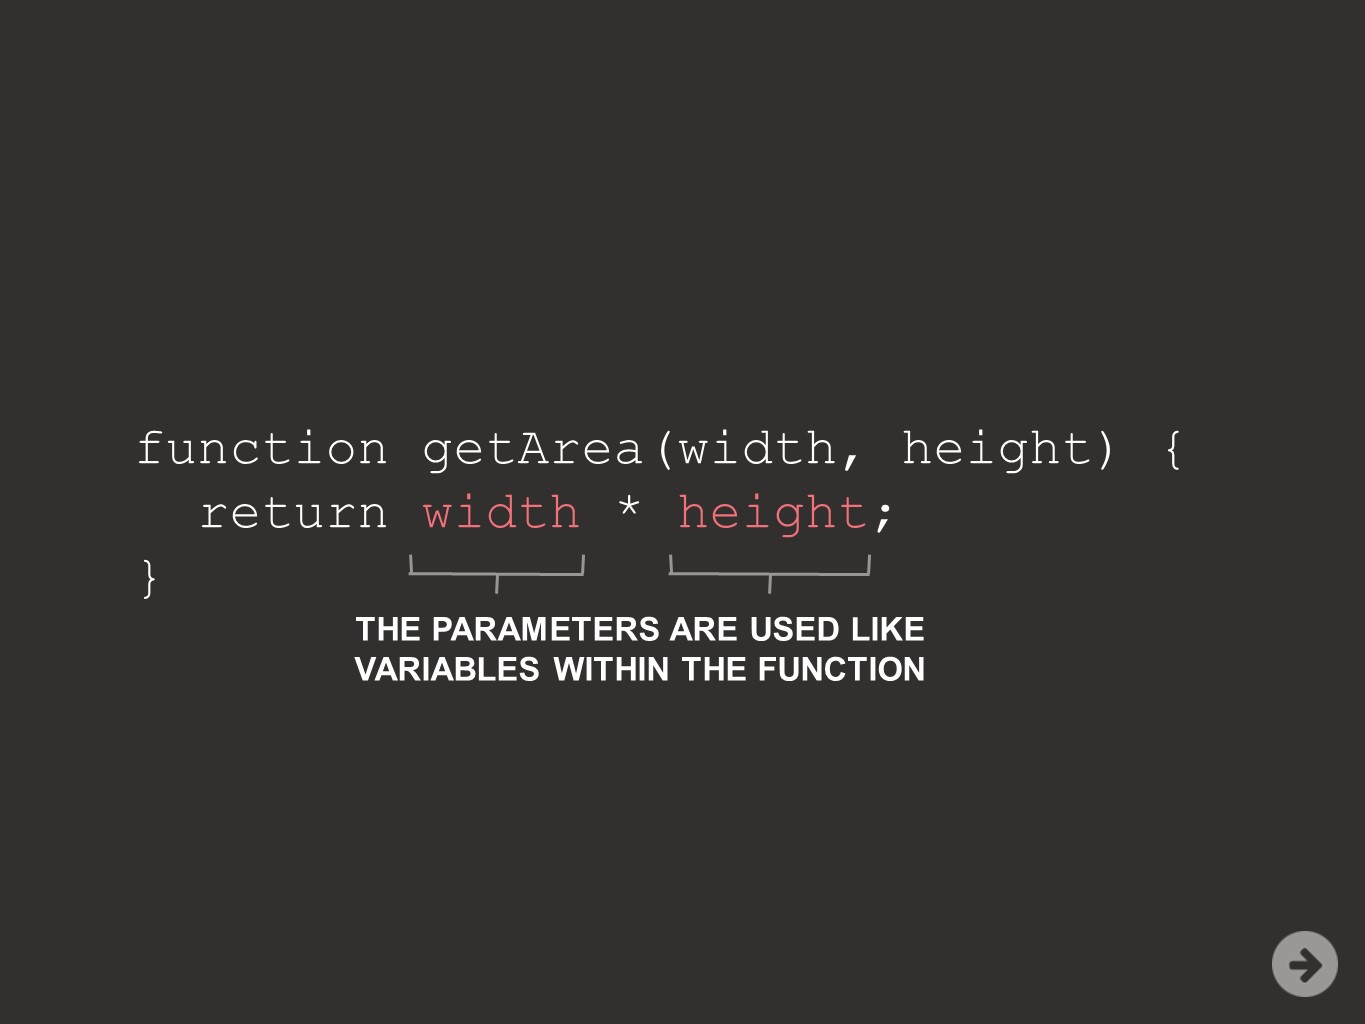 function getArea(width, height) {
  return width * height;
}
THE PARAMETERS ARE USED LIKE
VARIABLES WITHIN THE FUNCTION